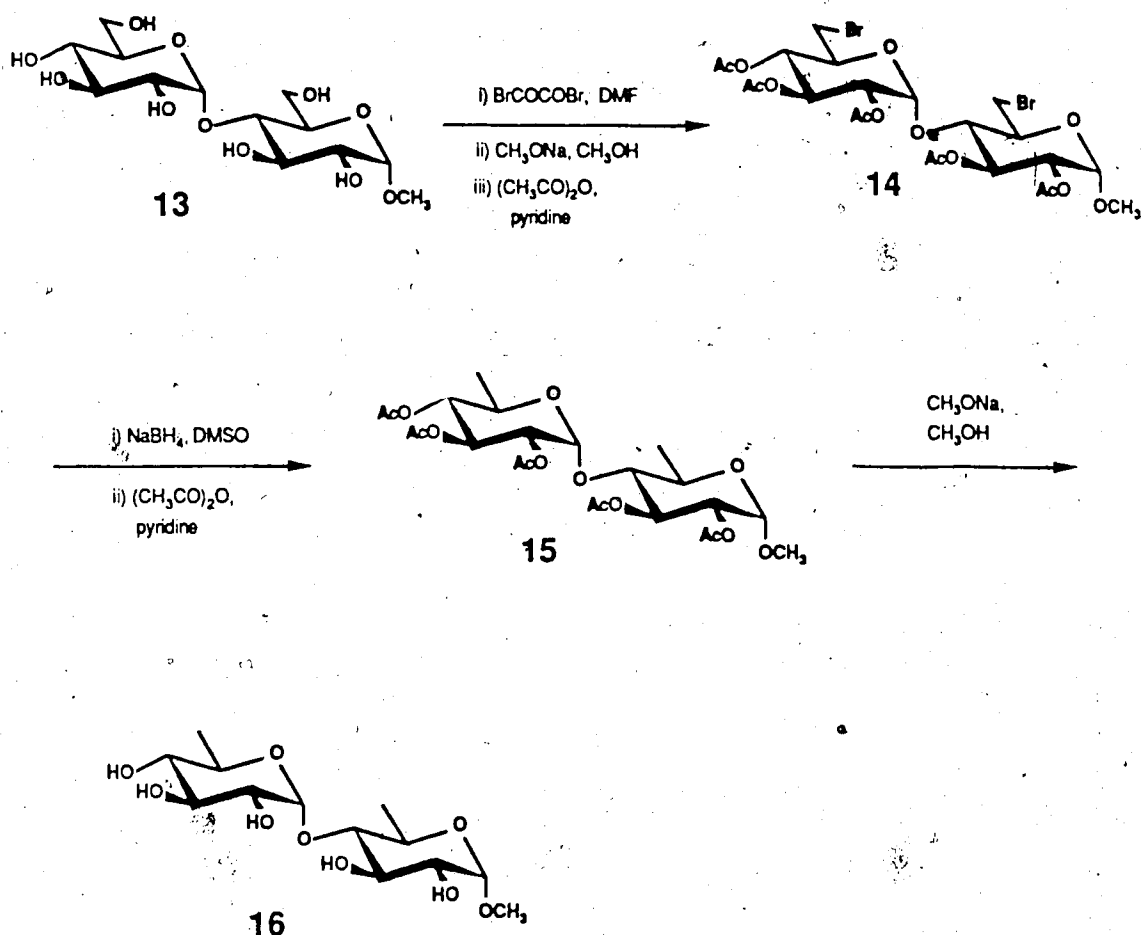 OH
O
HO
HO
HO
O
OH
O
HO
HO
OCH₃
13
i) BrCOCOBr, DMF
ii) CH₃ONa, CH₃OH
iii) (CH₃CO)₂O,
pyridine
Br
O
AcO
AcO
AcO
O
Br
O
AcO
AcO
OCH₃
14
i) NaBH₄, DMSO
ii) (CH₃CO)₂O,
pyridine
O
AcO
AcO
AcO
O
O
AcO
AcO
OCH₃
15
CH₃ONa,
CH₃OH
O
HO
HO
HO
O
O
HO
HO
OCH₃
16